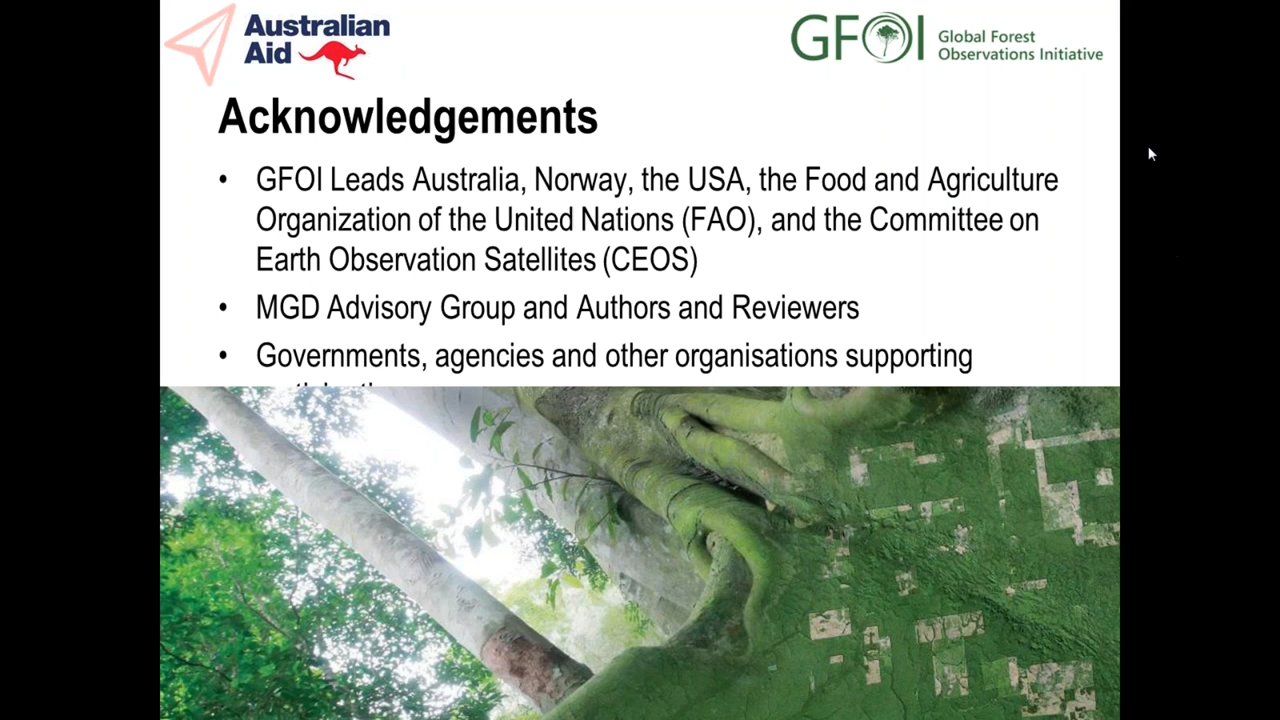 Australian
Aid
GFOI
Global Forest
Observations Initiative
Acknowledgements
• GFOI Leads Australia, Norway, the USA, the Food and Agriculture
Organization of the United Nations (FAO), and the Committee on
Earth Observation Satellites (CEOS)
• MGD Advisory Group and Authors and Reviewers
• Governments, agencies and other organisations supporting